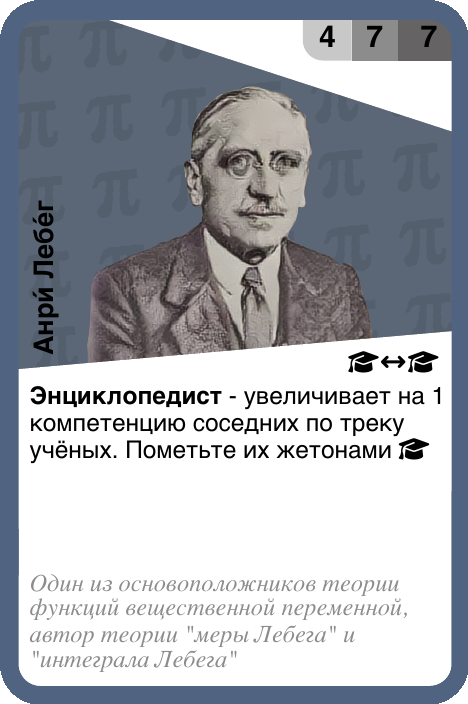 4 7 7
Анри́ Лебе́г
Энциклопедист - увеличивает на 1
компетенцию соседних по треку
учёных. Пометьте их жетонами
Один из основоположников теории
функций вещественной переменной,
автор теории "меры Лебега" и
"интеграла Лебега"